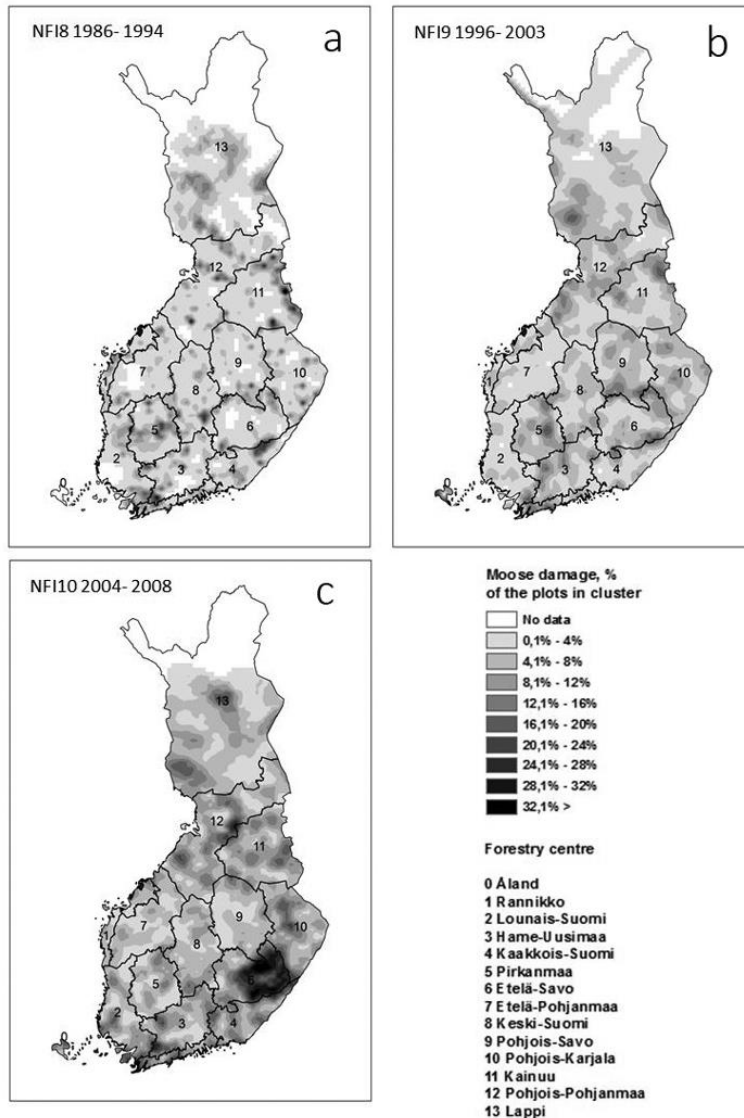 NFI8 1986- 1994
a
13
12
11
10
9
8
7
1
6
5
2
3
4
0
NFI9 1996- 2003
b
13
12
11
10
9
8
7
1
6
5
2
3
4
0
NFI10 2004- 2008
c
13
12
11
10
9
8
7
1
6
5
2
3
4
0
Moose damage, %
of the plots in cluster
No data
0,1% - 4%
4,1% - 8%
8,1% - 12%
12,1% - 16%
16,1% - 20%
20,1% - 24%
24,1% - 28%
28,1% - 32%
32,1% >
Forestry centre
0 Åland
1 Rannikko
2 Lounais-Suomi
3 Hame-Uusimaa
4 Kaakkois-Suomi
5 Pirkanmaa
6 Etelä-Savo
7 Etelä-Pohjanmaa
8 Keski-Suomi
9 Pohjois-Savo
10 Pohjois-Karjala
11 Kainuu
12 Pohjois-Pohjanmaa
13 Lappi